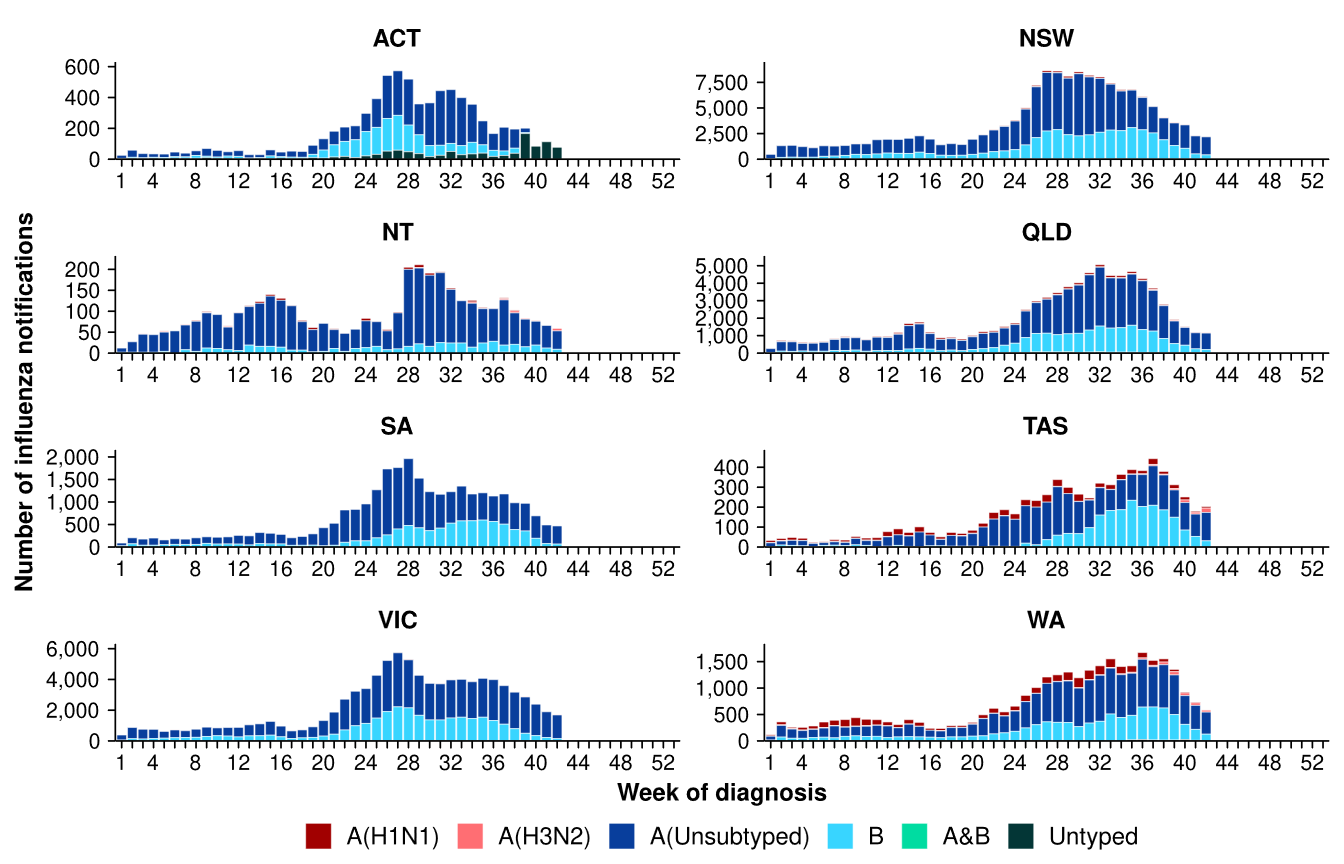 ACT
NSW
600
400
200
0
1 4 8 12 16 20 24 28 32 36 40 44 48 52
7,500
5,000
2,500
0
1 4 8 12 16 20 24 28 32 36 40 44 48 52
NT
QLD
200
150
100
50
0
1 4 8 12 16 20 24 28 32 36 40 44 48 52
5,000
4,000
3,000
2,000
1,000
0
1 4 8 12 16 20 24 28 32 36 40 44 48 52
Number of influenza notifications
SA
TAS
2,000
1,500
1,000
500
0
1 4 8 12 16 20 24 28 32 36 40 44 48 52
400
300
200
100
0
1 4 8 12 16 20 24 28 32 36 40 44 48 52
VIC
WA
6,000
4,000
2,000
0
1 4 8 12 16 20 24 28 32 36 40 44 48 52
1,500
1,000
500
0
1 4 8 12 16 20 24 28 32 36 40 44 48 52
Week of diagnosis
A(H1N1) A(H3N2) A(Unsubtyped) B A&B Untyped